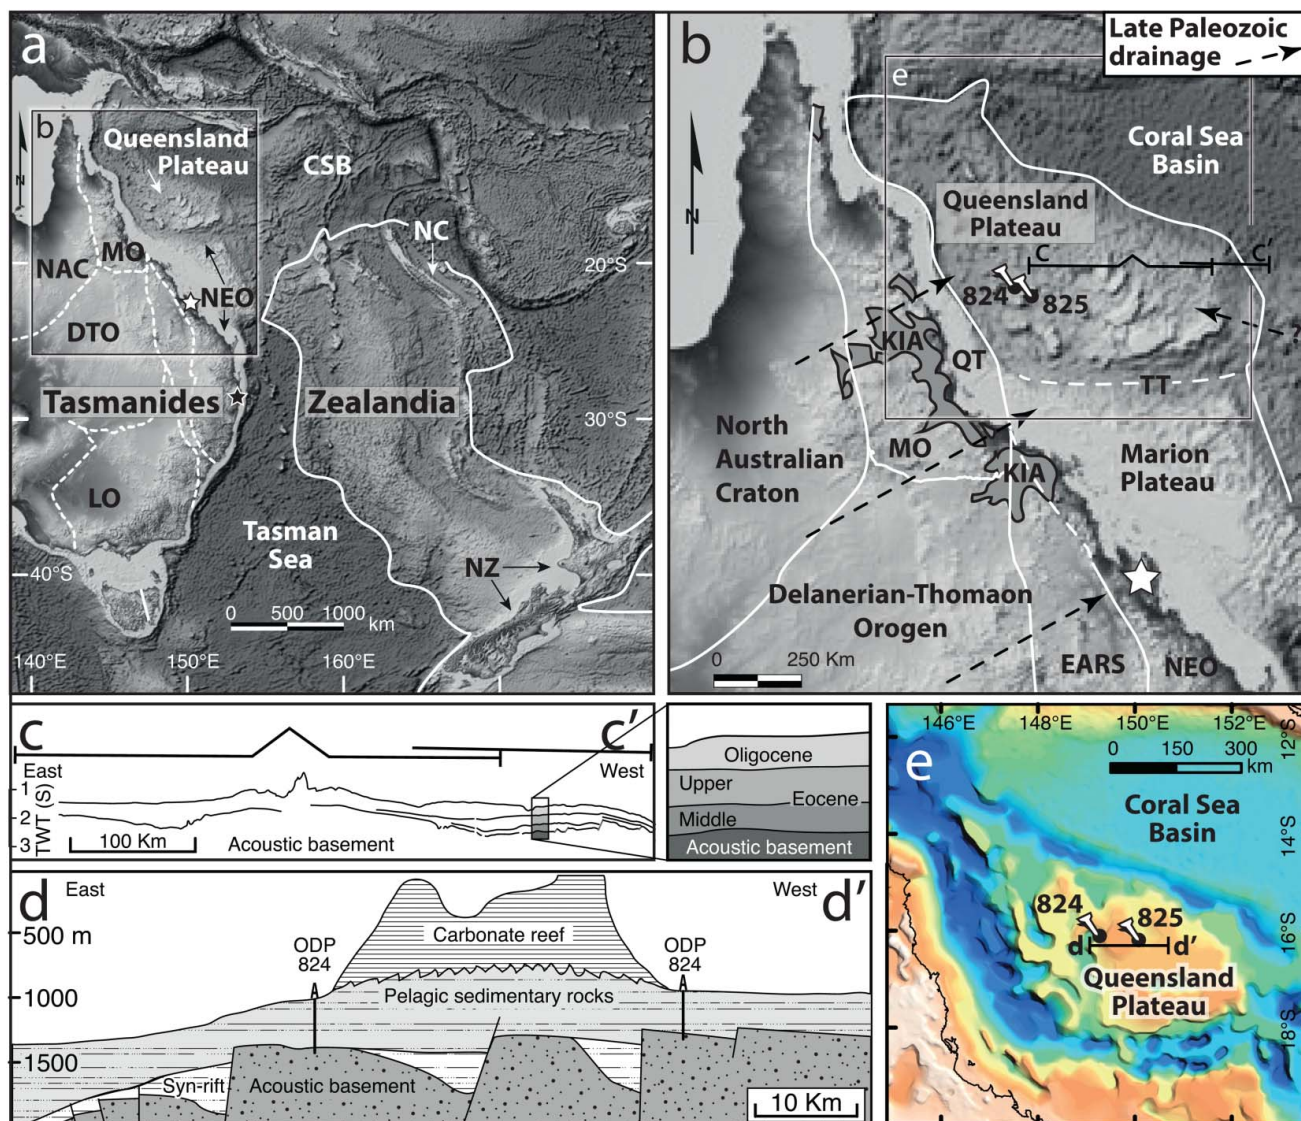 a
b
N
Queensland
Plateau
CSB
NC
MO
NAC
NEO
DTO
20°S
Tasmanides
Zealandia
30°S
LO
Tasman
Sea
NZ
40°S
0 500 1000
km
140°E 150°E 160°E
b
Late Paleozoic
drainage
e
Coral Sea
Basin
N
Queensland
Plateau
c c'
824 825
KIA
QT
?
TT
North
Australian
Craton
MO
Marion
Plateau
KIA
Delanerian-Thomaon
Orogen
0 250 Km
EARS NEO
c c'
East West
TWT (S)
1
2
3
100 Km
Acoustic basement
Oligocene
Upper
Eocene
Middle
Acoustic basement
d d'
East West
500 m
1000
1500
ODP
824
Carbonate reef
ODP
824
Pelagic sedimentary rocks
Syn-rift
Acoustic basement
10 Km
e
146°E 148°E 150°E 152°E
12°S
14°S
16°S
18°S
0 150 300
km
Coral Sea
Basin
824
825
d d'
Queensland
Plateau